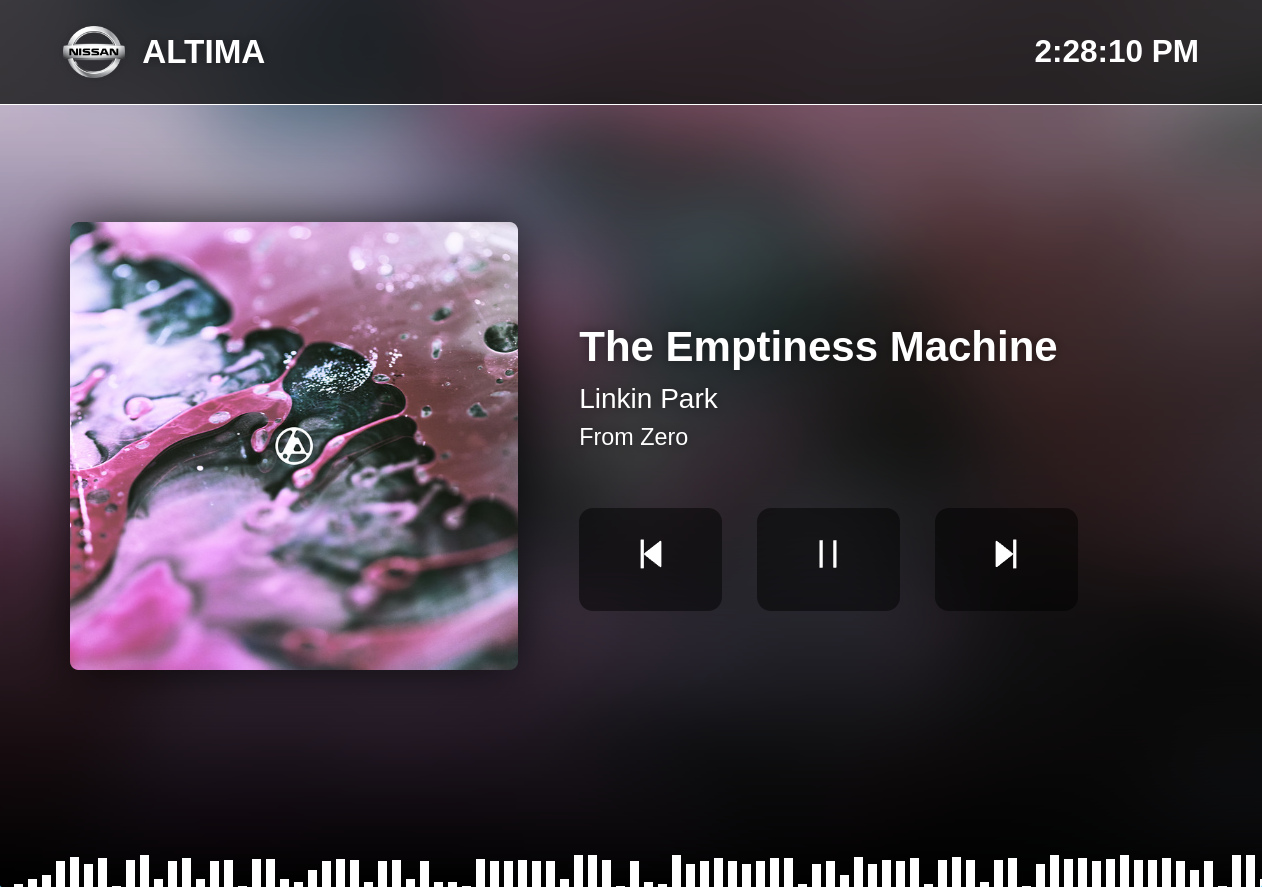 NISSAN
ALTIMA
2:28:10 PM
The Emptiness Machine
Linkin Park
From Zero